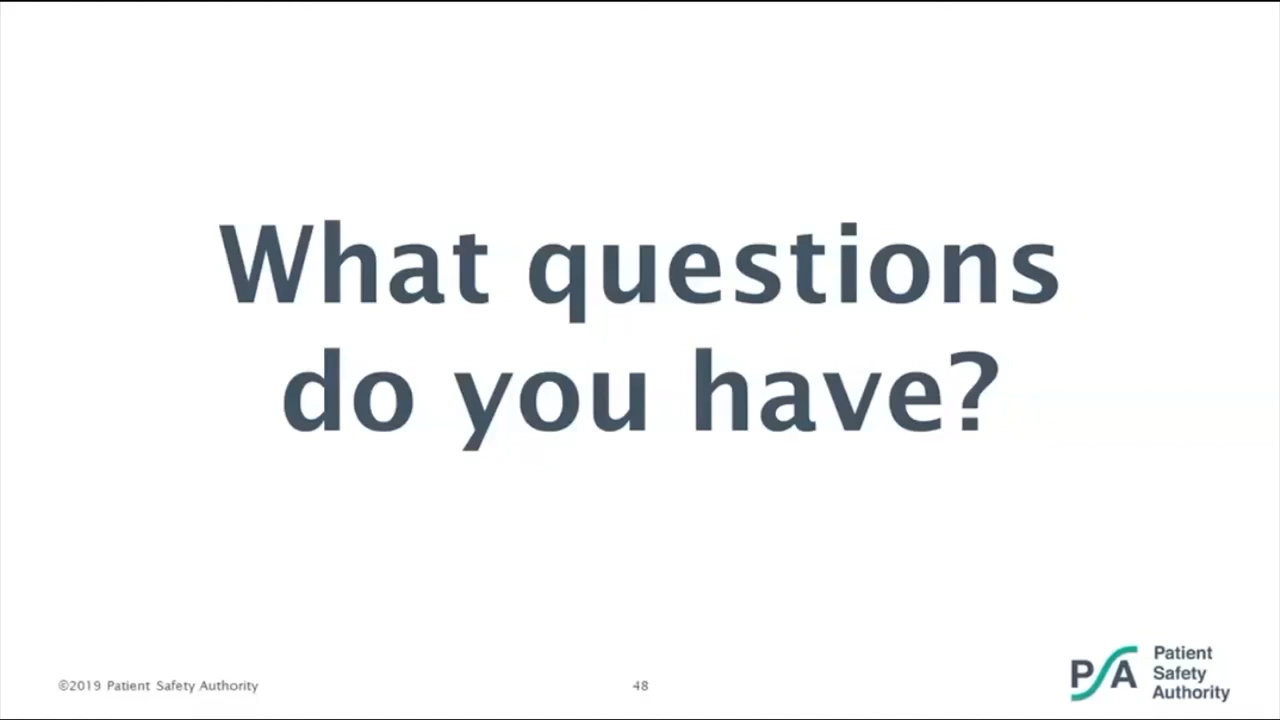 What questions
do you have?
©2019 Patient Safety Authority
48
PSA
Patient
Safety
Authority